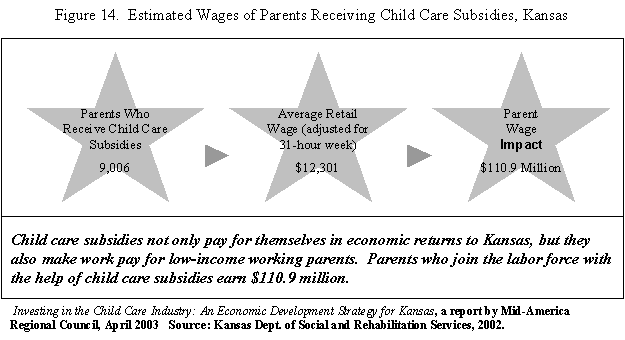 Figure 14. Estimated Wages of Parents Receiving Child Care Subsidies, Kansas
Parents Who
Receive Child Care
Subsidies
9,006
Average Retail
Wage (adjusted for
31-hour week)
$12,301
Parent
Wage
Impact
$110.9 Million
Child care subsidies not only pay for themselves in economic returns to Kansas, but they
also make work pay for low-income working parents. Parents who join the labor force with
the help of child care subsidies earn $110.9 million.
Investing in the Child Care Industry: An Economic Development Strategy for Kansas, a report by Mid-America
Regional Council, April 2003 Source: Kansas Dept. of Social and Rehabilitation Services, 2002.